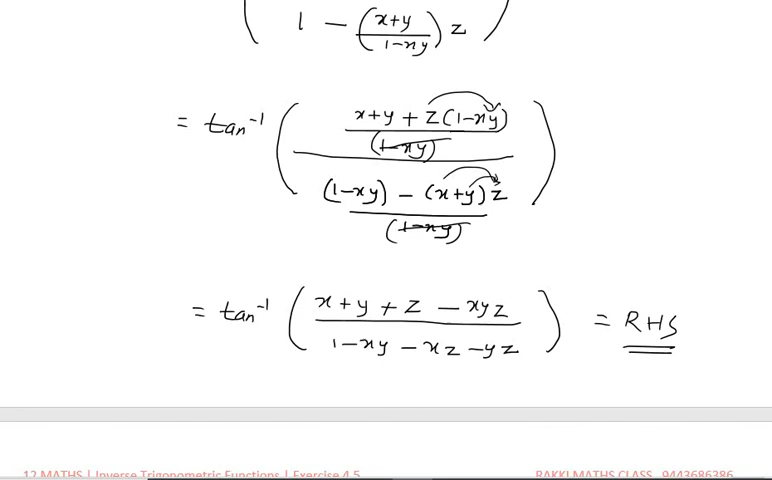 ( 1 - ((x+y)/(1-xy)) z )
= tan⁻¹ ( (x+y + z(1-xy))/(1-xy) / ((1-xy) - (x+y)z)/(1-xy) )
= tan⁻¹ ( (x+y+z - xyz) / (1-xy - xz - yz) ) = RHS
12 MATHS | Inverse Trigonometric Functions | Exercise 4.5 RAKKI MATHS CLASS 9443686386